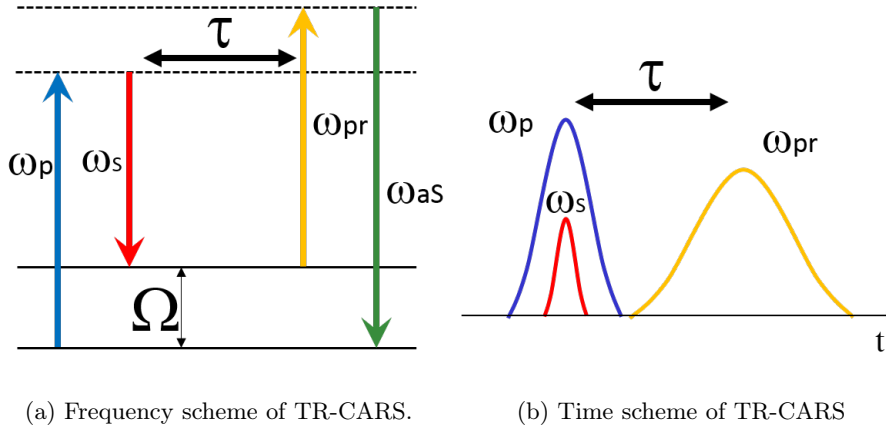 τ
ωp
ωs
ωpr
ωaS
Ω
τ
ωp
ωpr
ωs
t
(a) Frequency scheme of TR-CARS.
(b) Time scheme of TR-CARS